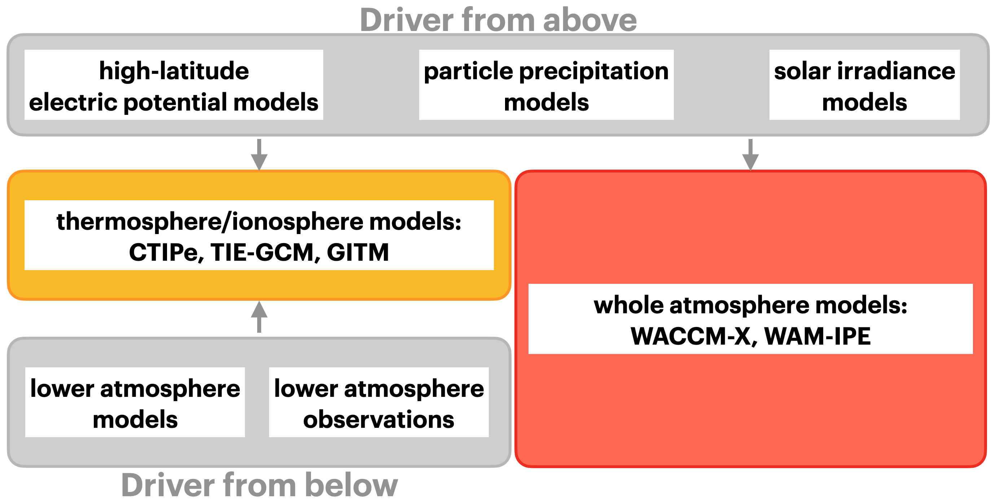 Driver from above
high-latitude
electric potential models
particle precipitation
models
solar irradiance
models
thermosphere/ionosphere models:
CTIPe, TIE-GCM, GITM
whole atmosphere models:
WACCM-X, WAM-IPE
lower atmosphere
models
lower atmosphere
observations
Driver from below